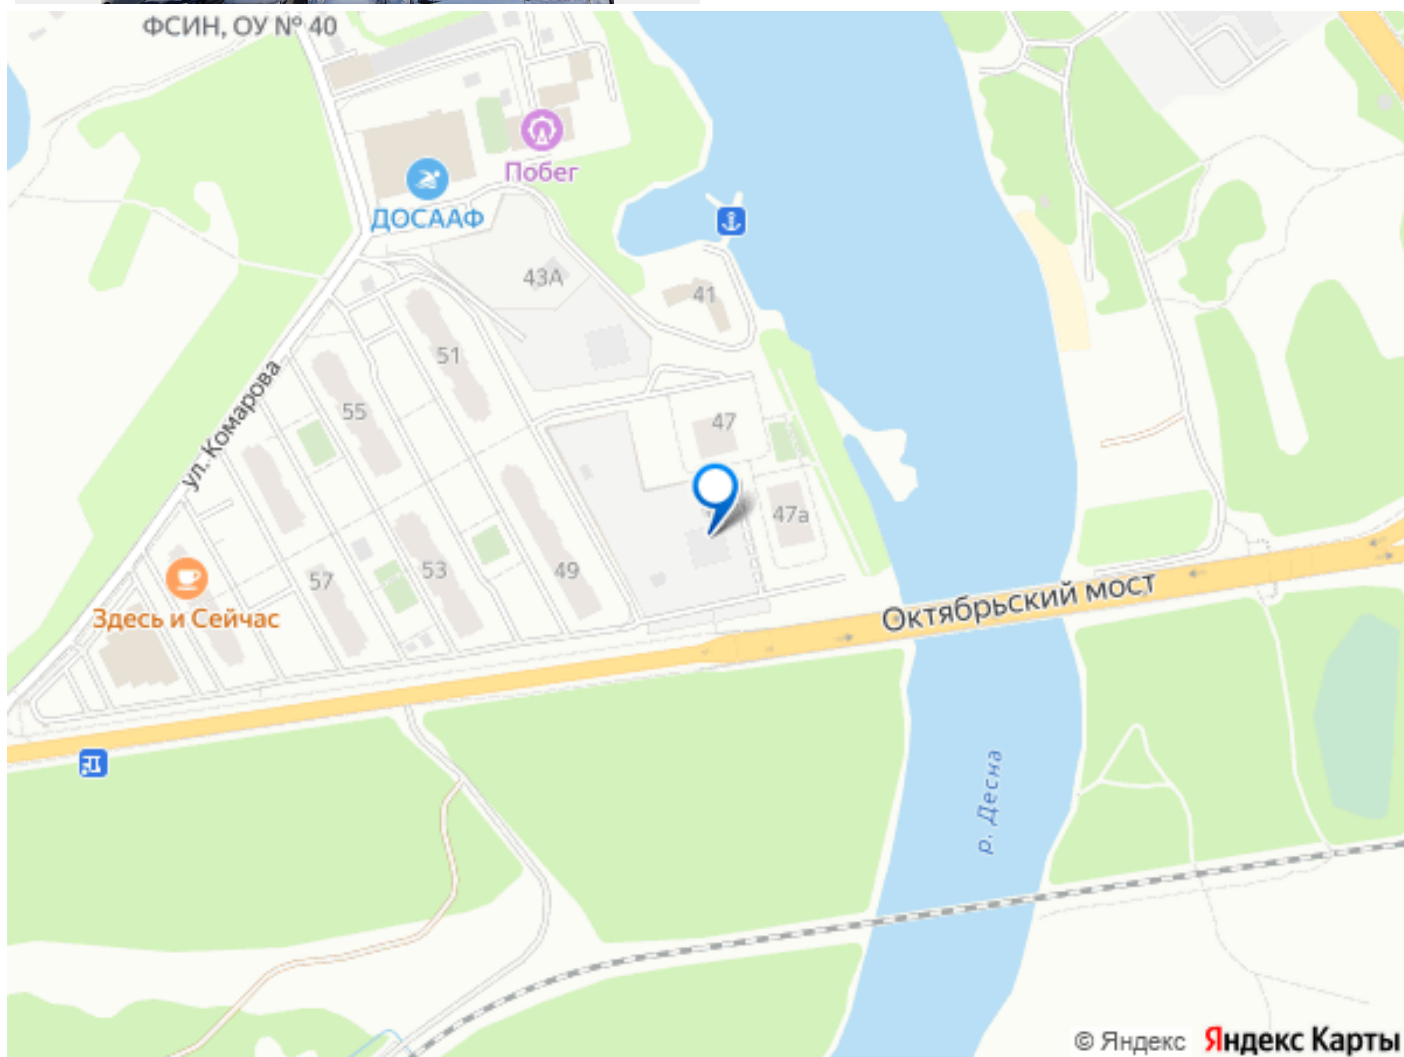 ФСИН, ОУ № 40
Побег
ДОСААФ
43А
41
51
ул. Комарова
55
47
47а
57
53
49
Здесь и Сейчас
Октябрьский мост
р. Десна
© Яндекс Яндекс Карты